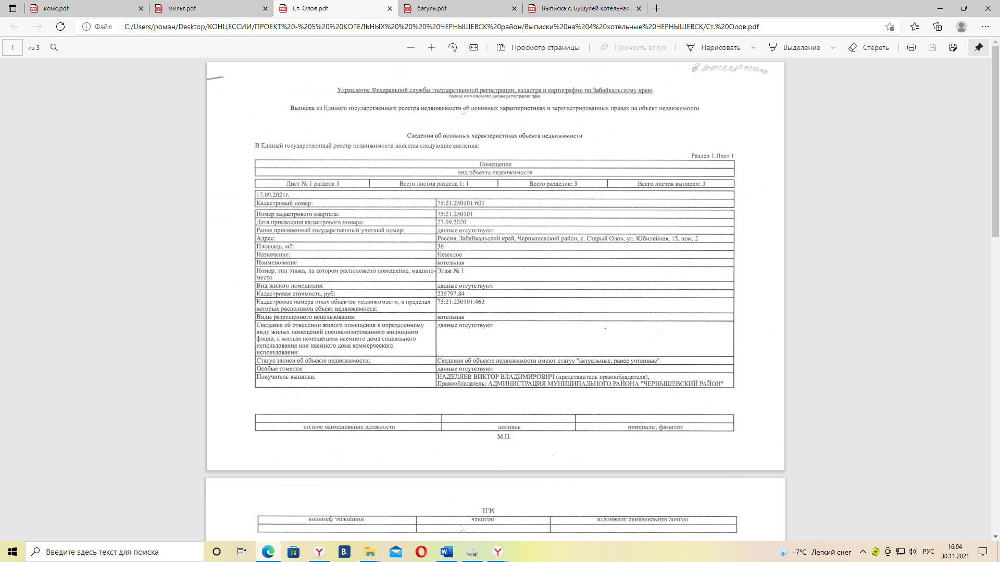 комс.pdf
мильг.pdf
Ст. Олов.pdf
багуль.pdf
Выписка с. Бушулей котельная.
Файл
C:/Users/роман/Desktop/КОНЦЕССИИ/ПРОЕКТ%20-%205%20%20КОТЕЛЬНЫХ%20%20%20%20ЧЕРНЫШЕВСК%20район/Выписки%20на%204%20котельные%20ЧЕРНЫШЕВСК/Ст.%20Олов.pdf
1 из 3
Просмотр страницы
Прочесть вслух
Нарисовать
Выделение
Стереть
в концессию
Управление Федеральной службы государственной регистрации, кадастра и картографии по Забайкальскому краю
полное наименование органа регистрации прав
Выписка из Единого государственного реестра недвижимости об основных характеристиках и зарегистрированных правах на объект недвижимости
Сведения об основных характеристиках объекта недвижимости
В Единый государственный реестр недвижимости внесены следующие сведения:
Раздел 1 Лист 1
Помещение
вид объекта недвижимости
Лист № 1 раздела 1 Всего листов раздела 1: 1 Всего разделов: 3 Всего листов выписки: 3
17.09.2021г.
Кадастровый номер: 75:21:250101:601
Номер кадастрового квартала: 75:21:250101
Дата присвоения кадастрового номера: 23.09.2020
Ранее присвоенный государственный учетный номер: данные отсутствуют
Адрес: Россия, Забайкальский край, Чернышевский район, с. Старый Олов, ул. Юбилейная, 15, пом. 2
Площадь, м2: 36
Назначение: Нежилое
Наименование: котельная
Номер, тип этажа, на котором расположено помещение, машино- Этаж № 1
место
Вид жилого помещения: данные отсутствуют
Кадастровая стоимость, руб: 235797.84
Кадастровые номера иных объектов недвижимости, в пределах 75:21:250101:463
которых расположен объект недвижимости:
Виды разрешенного использования: котельная
Сведения об отнесении жилого помещения к определенному данные отсутствуют
виду жилых помещений специализированного жилищного
фонда, к жилым помещениям наемного дома социального
использования или наемного дома коммерческого
использования:
Статус записи об объекте недвижимости: Сведения об объекте недвижимости имеют статус "актуальные, ранее учтенные"
Особые отметки: данные отсутствуют
Получатель выписки: НАДЕЛЯЕВ ВИКТОР ВЛАДИМИРОВИЧ (представитель правообладателя),
Правообладатель: АДМИНИСТРАЦИЯ МУНИЦИПАЛЬНОГО РАЙОНА "ЧЕРНЫШЕВСКИЙ РАЙОН"
полное наименование должности подпись инициалы, фамилия
М.П.
М.П.
инициалы, фамилия подпись полное наименование должности
Введите здесь текст для поиска
-7°C Легкий снег
РУС
16:04
30.11.2021